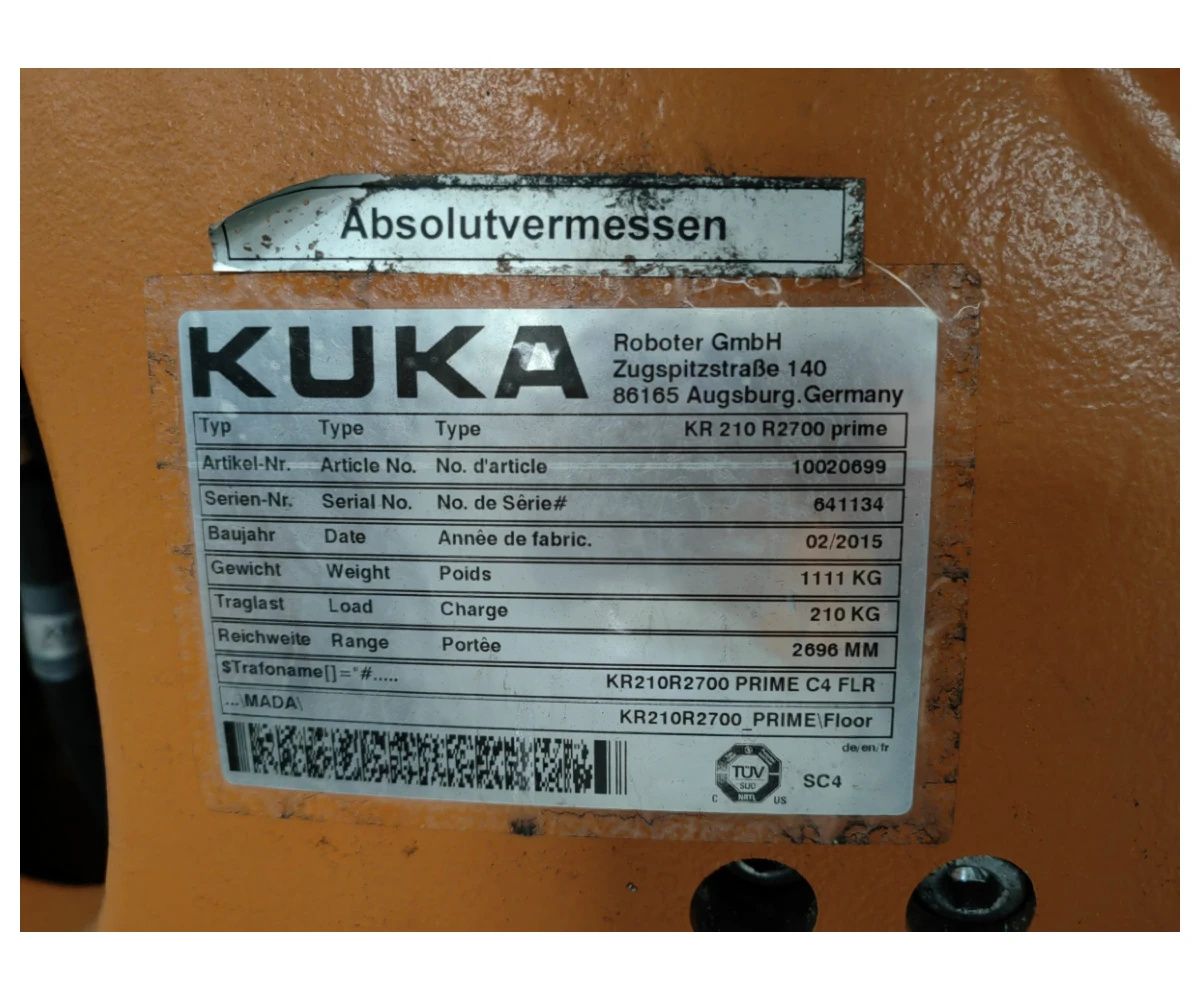 Absolutvermessen
KUKA
Roboter GmbH
Zugspitzstraße 140
86165 Augsburg.Germany
Typ Type Type KR 210 R2700 prime
Artikel-Nr. Article No. No. d'article 10020699
Serien-Nr. Serial No. No. de Sêrie# 641134
Baujahr Date Annêe de fabric. 02/2015
Gewicht Weight Poids 1111 KG
Traglast Load Charge 210 KG
Reichweite Range Portêe 2696 MM
$Trafoname[]="#..... KR210R2700 PRIME C4 FLR
...\MADA\ KR210R2700_PRIME\Floor
de/en/fr
TÜV
SÜD
NRTL
C US
SC4